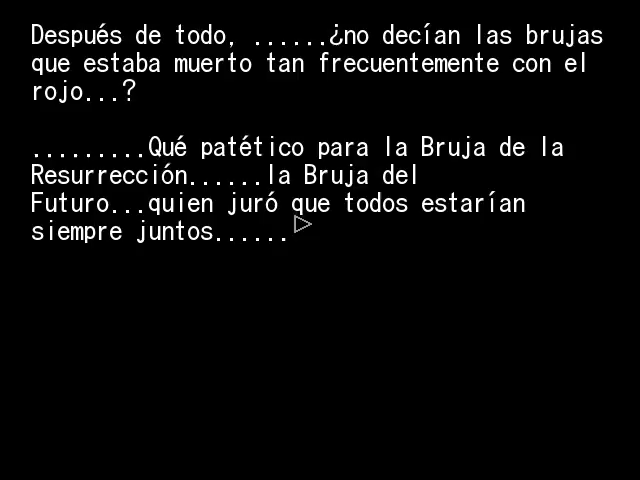 Después de todo, ......¿no decían las brujas
que estaba muerto tan frecuentemente con el
rojo...?
.........Qué patético para la Bruja de la
Resurrección......la Bruja del
Futuro...quien juró que todos estarían
siempre juntos......